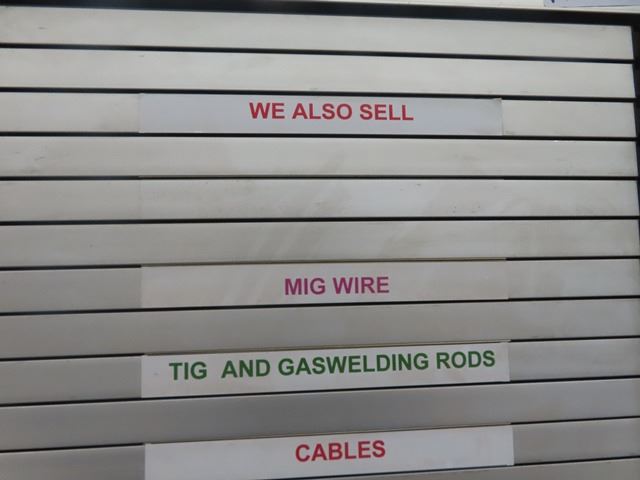 WE ALSO SELL
MIG WIRE
TIG AND GASWELDING RODS
CABLES